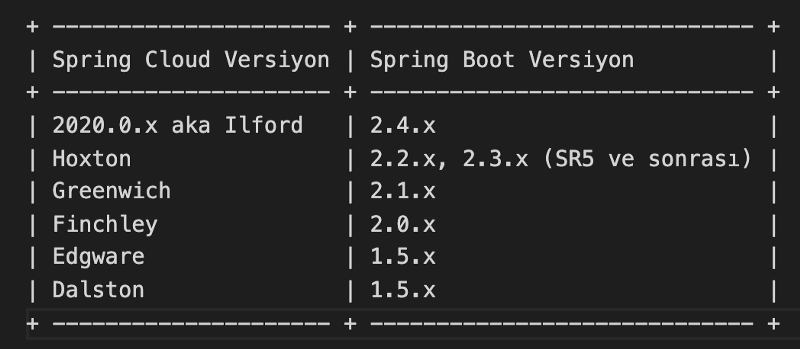 + --------------------- + ----------------------------- +
| Spring Cloud Versiyon | Spring Boot Versiyon          |
+ --------------------- + ----------------------------- +
| 2020.0.x aka Ilford   | 2.4.x                         |
| Hoxton                | 2.2.x, 2.3.x (SR5 ve sonrası) |
| Greenwich             | 2.1.x                         |
| Finchley              | 2.0.x                         |
| Edgware               | 1.5.x                         |
| Dalston               | 1.5.x                         |
+ --------------------- + ----------------------------- +